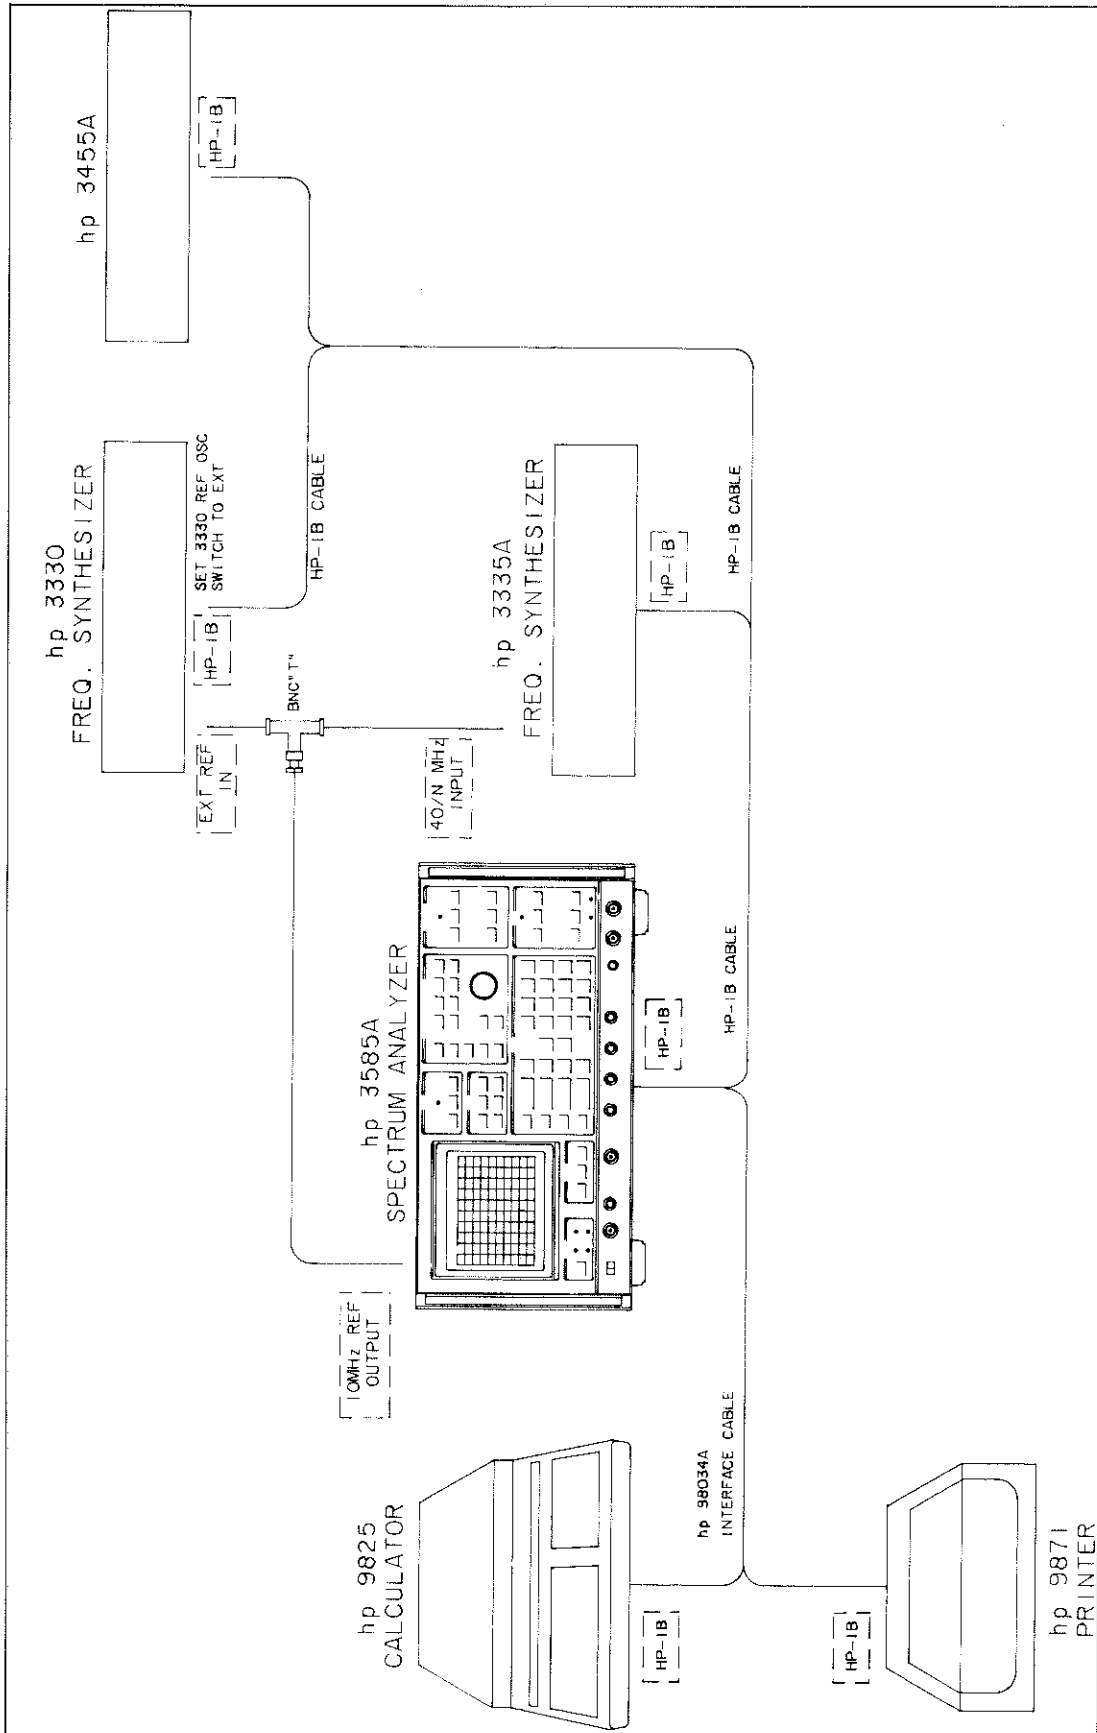 hp 3330
FREQ. SYNTHESIZER
hp 3455A
EXT REF
IN
HP-IB
SET 3330 REF OSC
SWITCH TO EXT
HP-IB
BNC"T"
HP-IB CABLE
10MHz REF
OUTPUT
40/N MHz
INPUT
hp 9825
CALCULATOR
hp 3585A
SPECTRUM ANALYZER
hp 3335A
FREQ. SYNTHESIZER
HP-IB
HP-IB
HP-IB
hp 98034A
INTERFACE CABLE
HP-IB CABLE
HP-IB CABLE
HP-IB
hp 9871
PRINTER